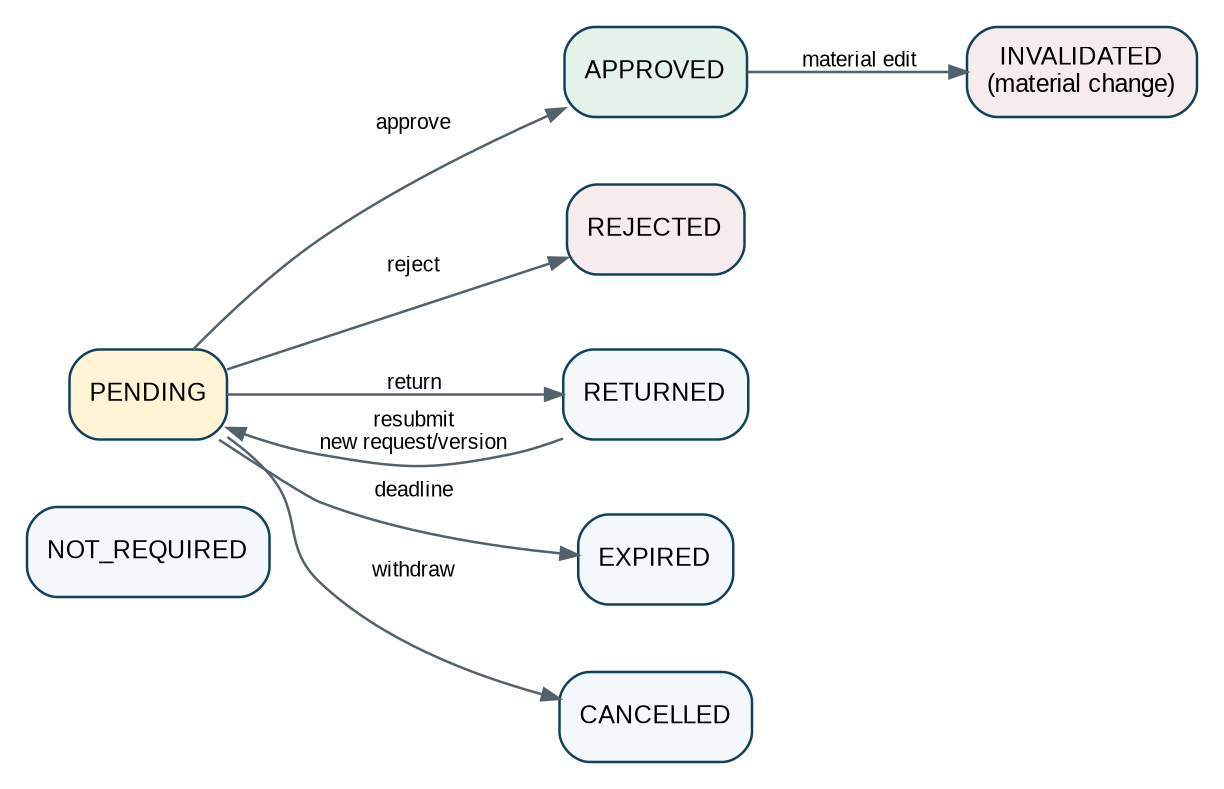 APPROVED
material edit
INVALIDATED
(material change)
approve
REJECTED
reject
PENDING
return
RETURNED
resubmit
new request/version
deadline
NOT_REQUIRED
EXPIRED
withdraw
CANCELLED